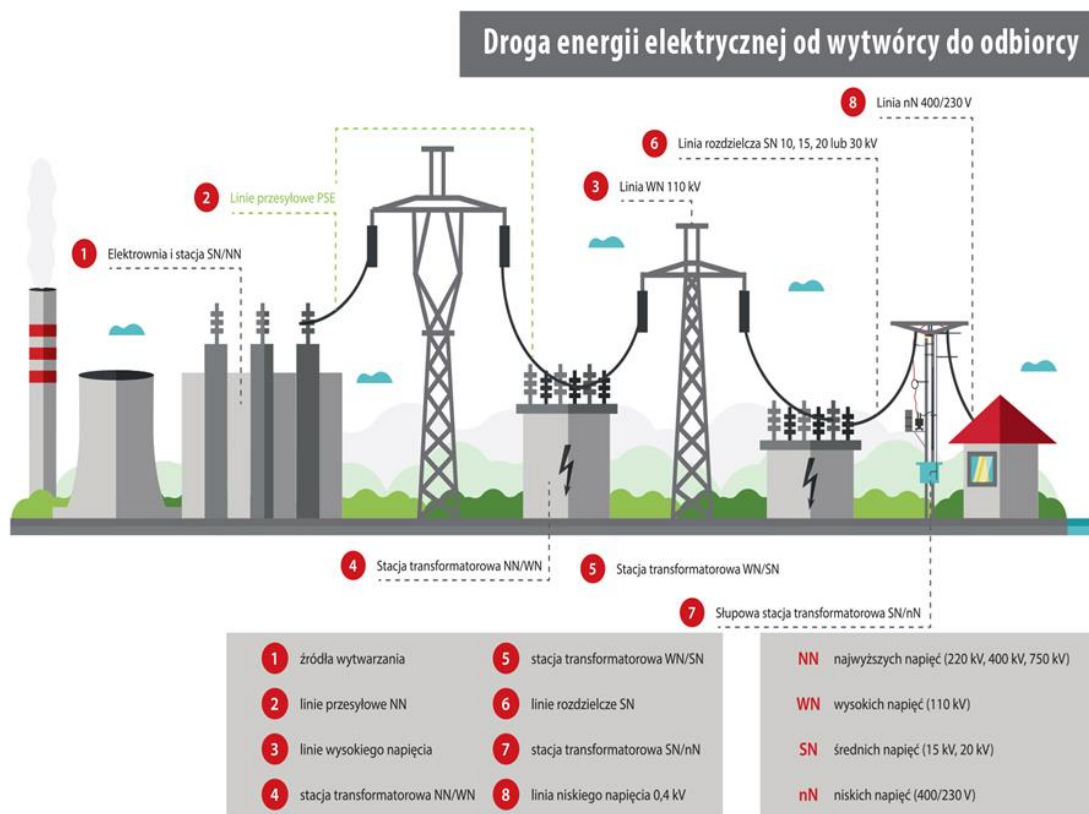 Droga energii elektrycznej od wytwórcy do odbiorcy
8 Linia nN 400/230 V
6 Linia rozdzielcza SN 10, 15, 20 lub 30 kV
3 Linia WN 110 kV
2 Linie przesyłowe PSE
1 Elektrownia i stacja SN/NN
4 Stacja transformatorowa NN/WN
5 Stacja transformatorowa WN/SN
7 Słupowa stacja transformatorowa SN/nN
1 źródła wytwarzania
2 linie przesyłowe NN
3 linie wysokiego napięcia
4 stacja transformatorowa NN/WN
5 stacja transformatorowa WN/SN
6 linie rozdzielcze SN
7 stacja transformatorowa SN/nN
8 linia niskiego napięcia 0,4 kV
NN najwyższych napięć (220 kV, 400 kV, 750 kV)
WN wysokich napięć (110 kV)
SN średnich napięć (15 kV, 20 kV)
nN niskich napięć (400/230 V)